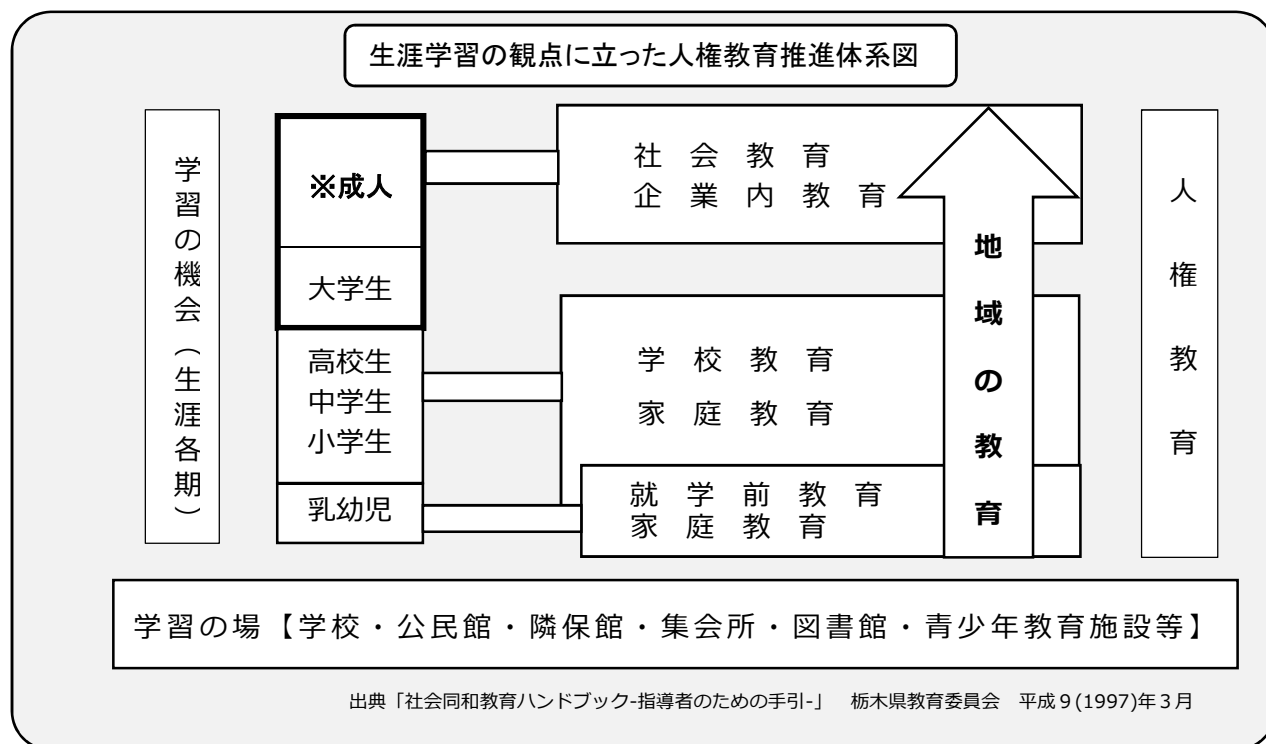 生涯学習の観点に立った人権教育推進体系図
学習の機会（生涯各期）
※成人
大学生
高校生
中学生
小学生
乳幼児
社会教育
企業内教育
学校教育
家庭教育
就学前教育
家庭教育
地域の教育
人権教育
学習の場【学校・公民館・隣保館・集会所・図書館・青少年教育施設等】
出典「社会同和教育ハンドブック-指導者のための手引-」　栃木県教育委員会　平成９(1997)年３月